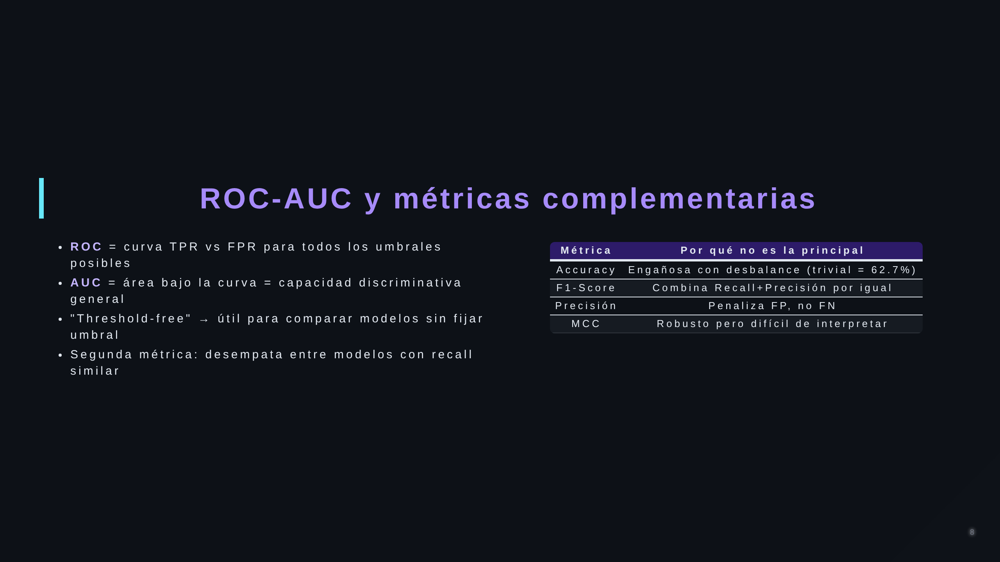 ROC-AUC y métricas complementarias
• ROC = curva TPR vs FPR para todos los umbrales
posibles
• AUC = área bajo la curva = capacidad discriminativa
general
• "Threshold-free" → útil para comparar modelos sin fijar
umbral
• Segunda métrica: desempata entre modelos con recall
similar
Métrica Por qué no es la principal
Accuracy Engañosa con desbalance (trivial = 62.7%)
F1-Score Combina Recall+Precisión por igual
Precisión Penaliza FP, no FN
MCC Robusto pero difícil de interpretar
8